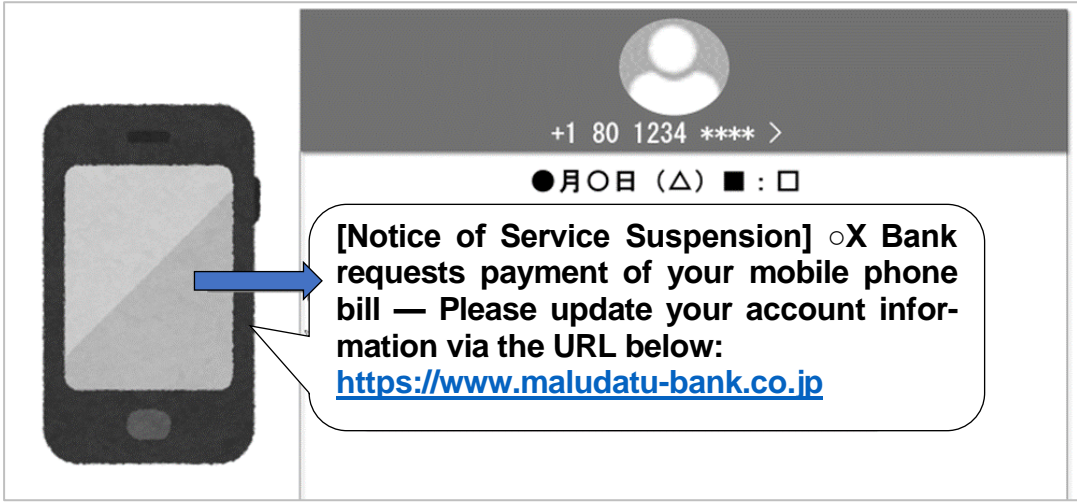 +1 80 1234 **** >
●月〇日（△）■：□
[Notice of Service Suspension] ○X Bank
requests payment of your mobile phone
bill — Please update your account infor-
mation via the URL below:
https://www.maludatu-bank.co.jp